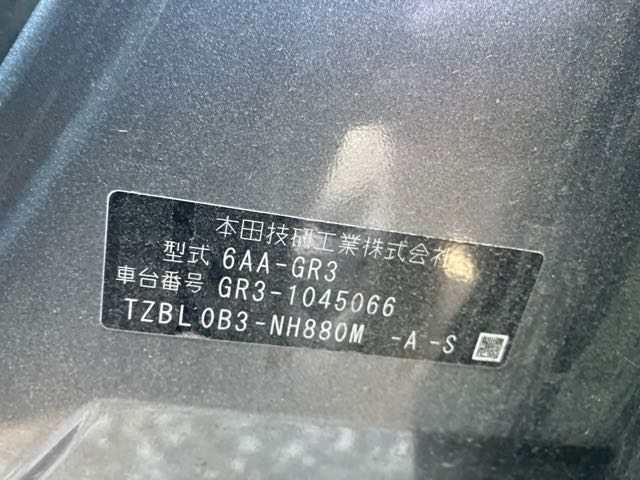 本田技研工業株式会社
型式 6AA-GR3
車台番号 GR3-1045066
TZBL0B3-NH880M -A-S